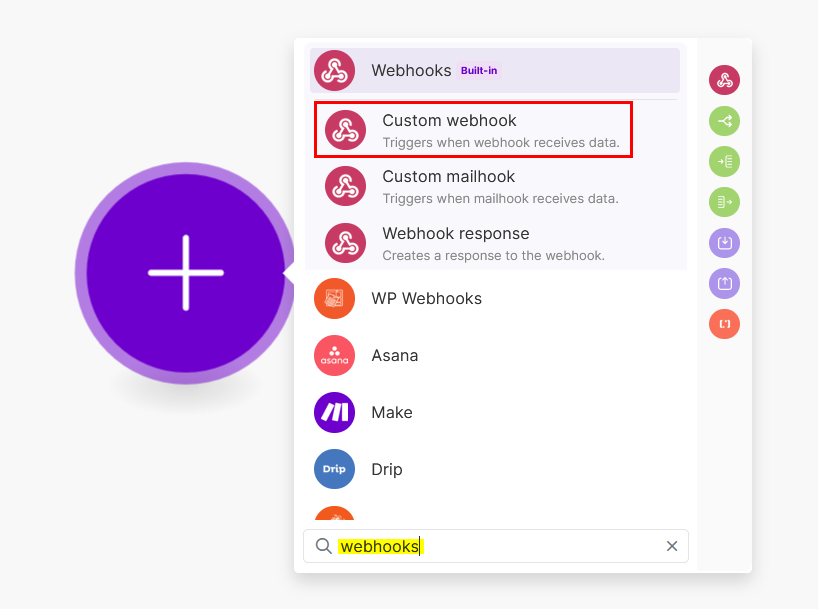 Webhooks Built-in
Custom webhook
Triggers when webhook receives data.
Custom mailhook
Triggers when mailhook receives data.
Webhook response
Creates a response to the webhook.
WP Webhooks
asana
Asana
Make
Drip
Drip
webhooks